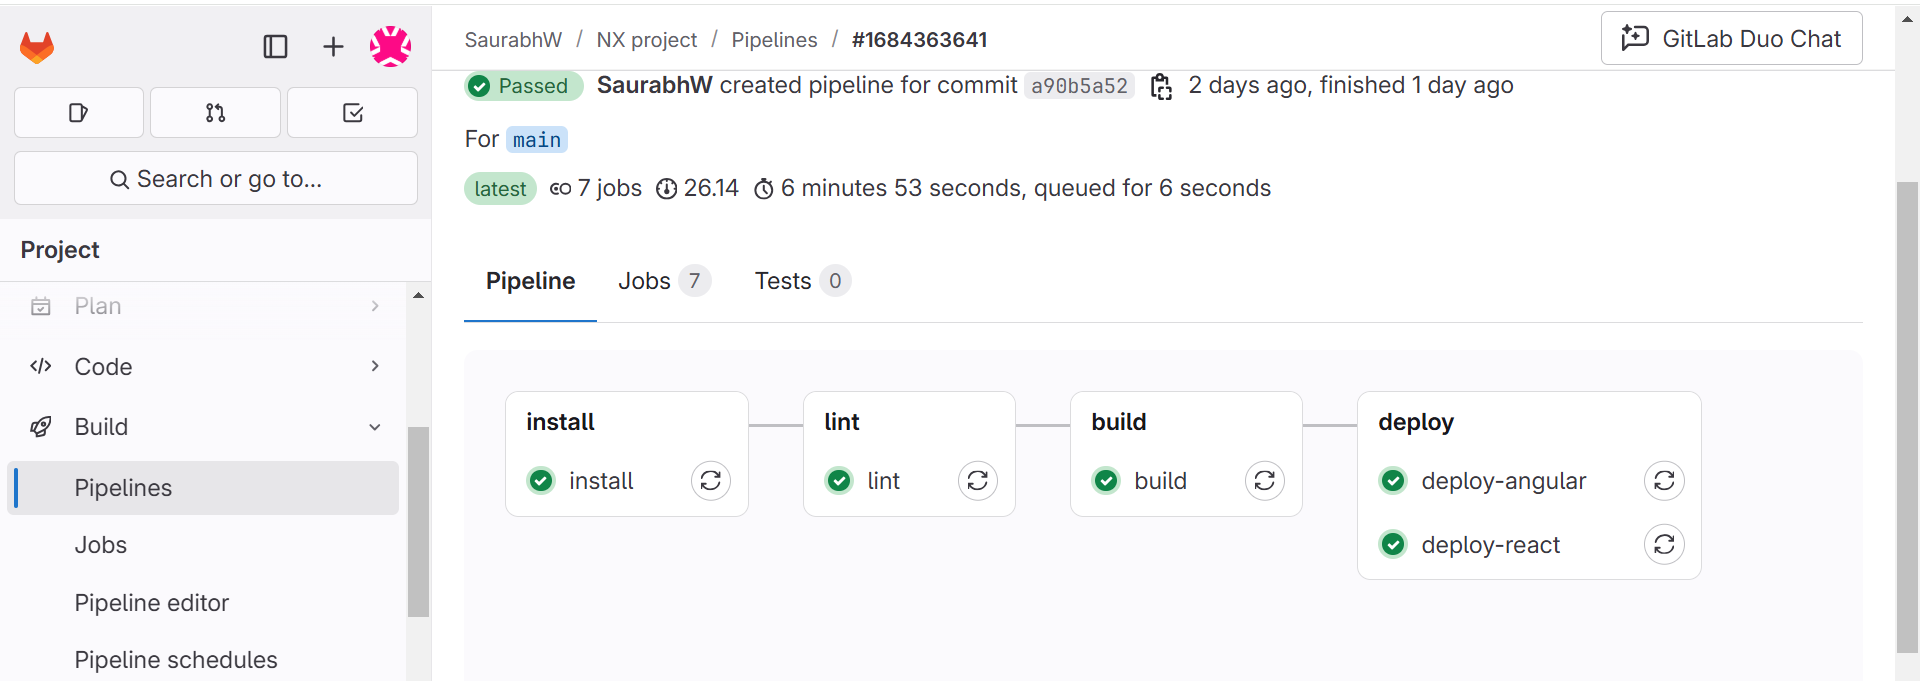 SaurabhW / NX project / Pipelines / #1684363641
GitLab Duo Chat
Search or go to...
Project
Plan
Code
Build
Pipelines
Jobs
Pipeline editor
Pipeline schedules
Passed SaurabhW created pipeline for commit a90b5a52 2 days ago, finished 1 day ago
For main
latest 7 jobs 26.14 6 minutes 53 seconds, queued for 6 seconds
Pipeline Jobs 7 Tests 0
install
install
lint
lint
build
build
deploy
deploy-angular
deploy-react